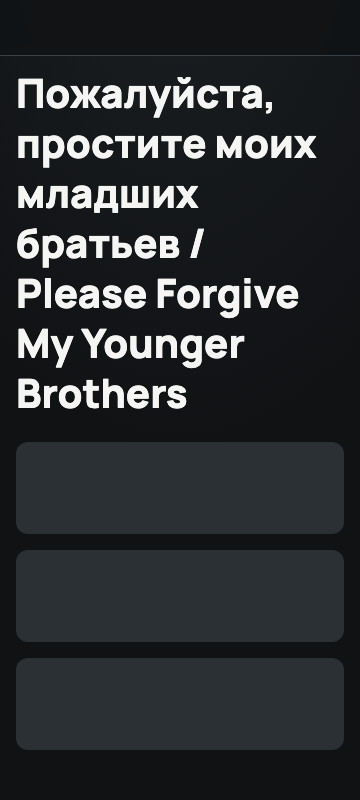 Пожалуйста,
простите моих
младших
братьев /
Please Forgive
My Younger
Brothers